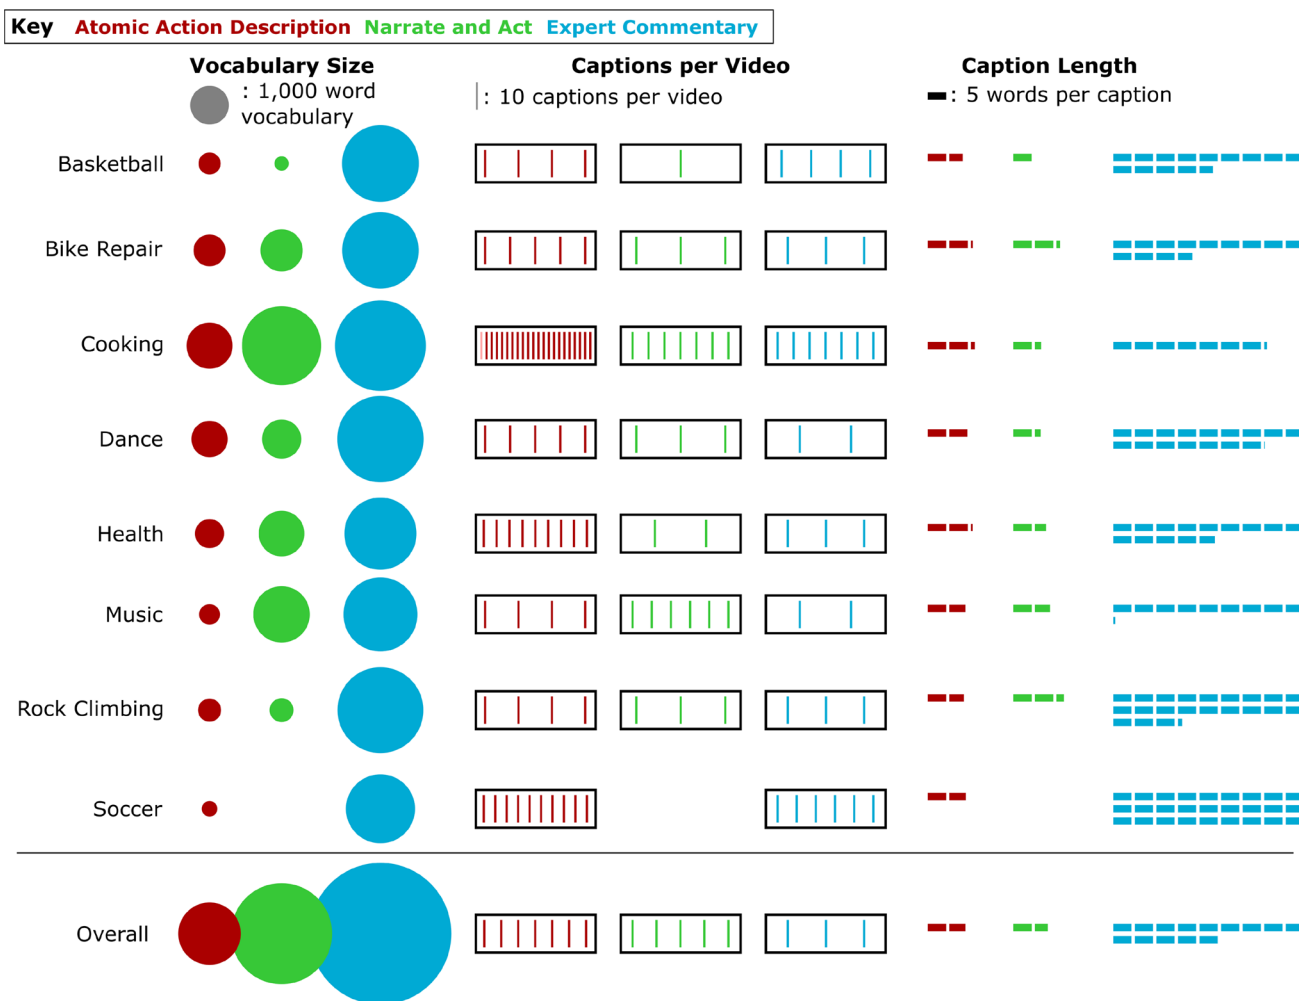 Key Atomic Action Description Narrate and Act Expert Commentary
Vocabulary Size Captions per Video Caption Length
: 1,000 word
vocabulary
: 10 captions per video
: 5 words per caption
Basketball
Bike Repair
Cooking
Dance
Health
Music
Rock Climbing
Soccer
Overall